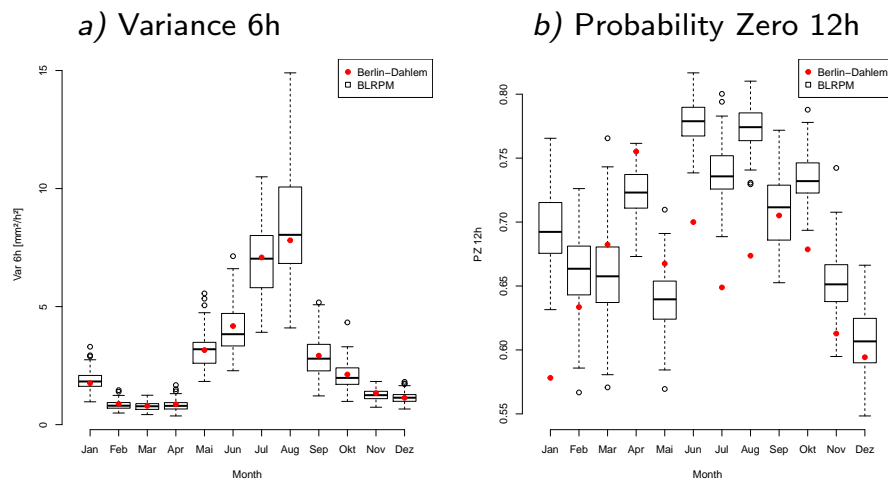 a) Variance 6h
Berlin−Dahlem
BLRPM
15
10
5
0
Var 6h [mm²/h²]
Jan Feb Mar Apr Mai Jun Jul Aug Sep Okt Nov Dez
Month
b) Probability Zero 12h
Berlin−Dahlem
BLRPM
0.80
0.75
0.70
0.65
0.60
0.55
PZ 12h
Jan Feb Mar Apr Mai Jun Jul Aug Sep Okt Nov Dez
Month